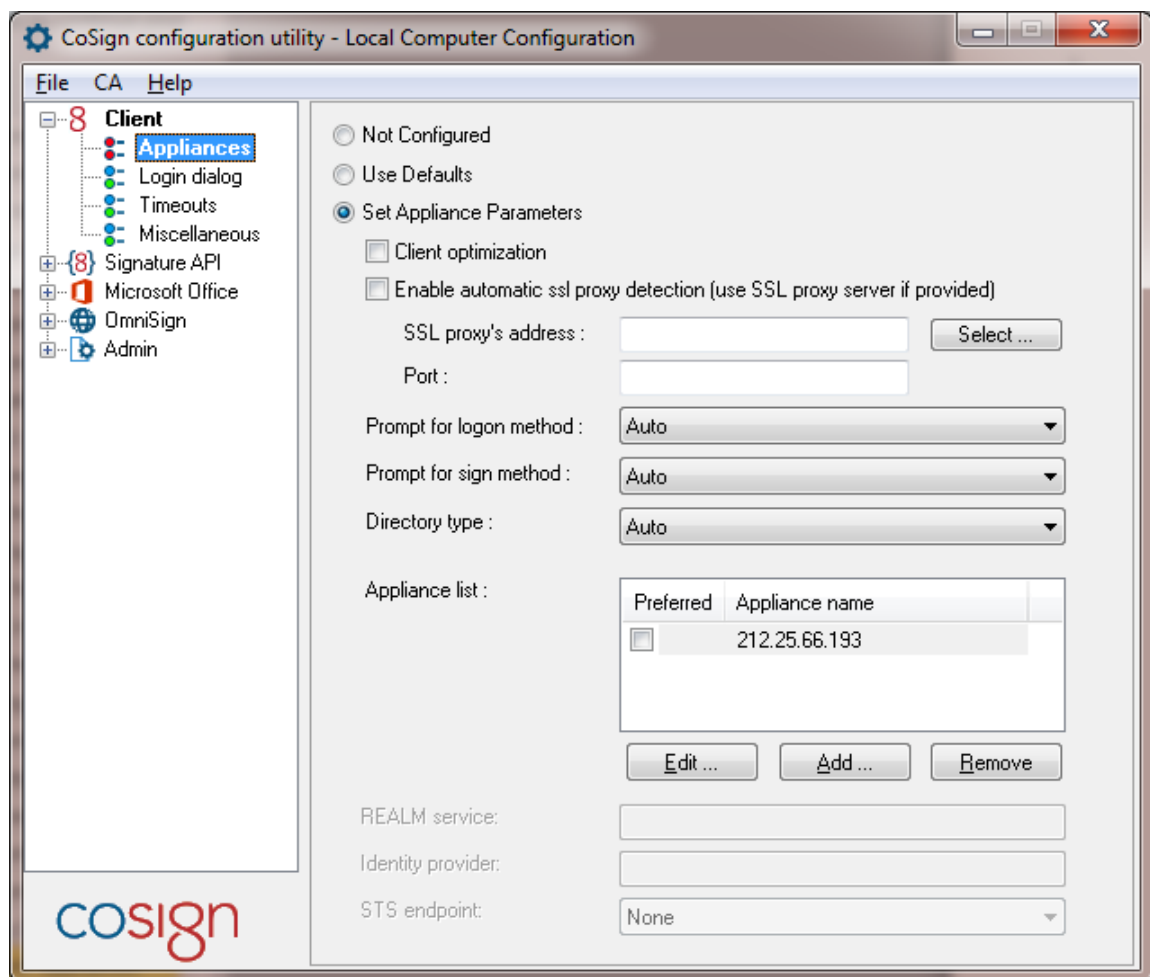 CoSign configuration utility - Local Computer Configuration
File CA Help
Client
Appliances
Login dialog
Timeouts
Miscellaneous
{8} Signature API
Microsoft Office
OmniSign
Admin
cosign
Not Configured
Use Defaults
Set Appliance Parameters
Client optimization
Enable automatic ssl proxy detection (use SSL proxy server if provided)
SSL proxy's address :
Select ...
Port :
Prompt for logon method : Auto
Prompt for sign method : Auto
Directory type : Auto
Appliance list :
Preferred Appliance name
212.25.66.193
Edit ... Add ... Remove
REALM service:
Identity provider:
STS endpoint: None